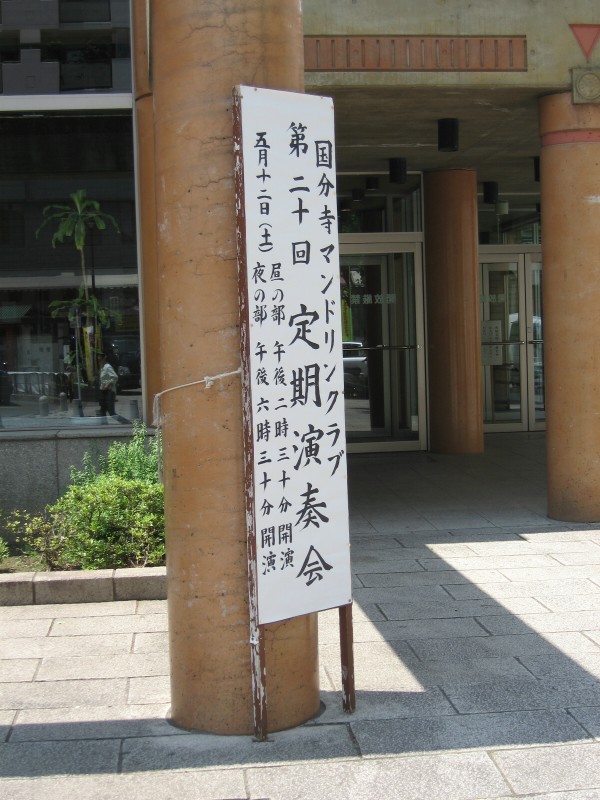 国分寺マンドリンクラブ
第二十回 定期演奏会
五月十二日（土）
昼の部 午後二時三十分 開演
夜の部 午後六時三十分 開演